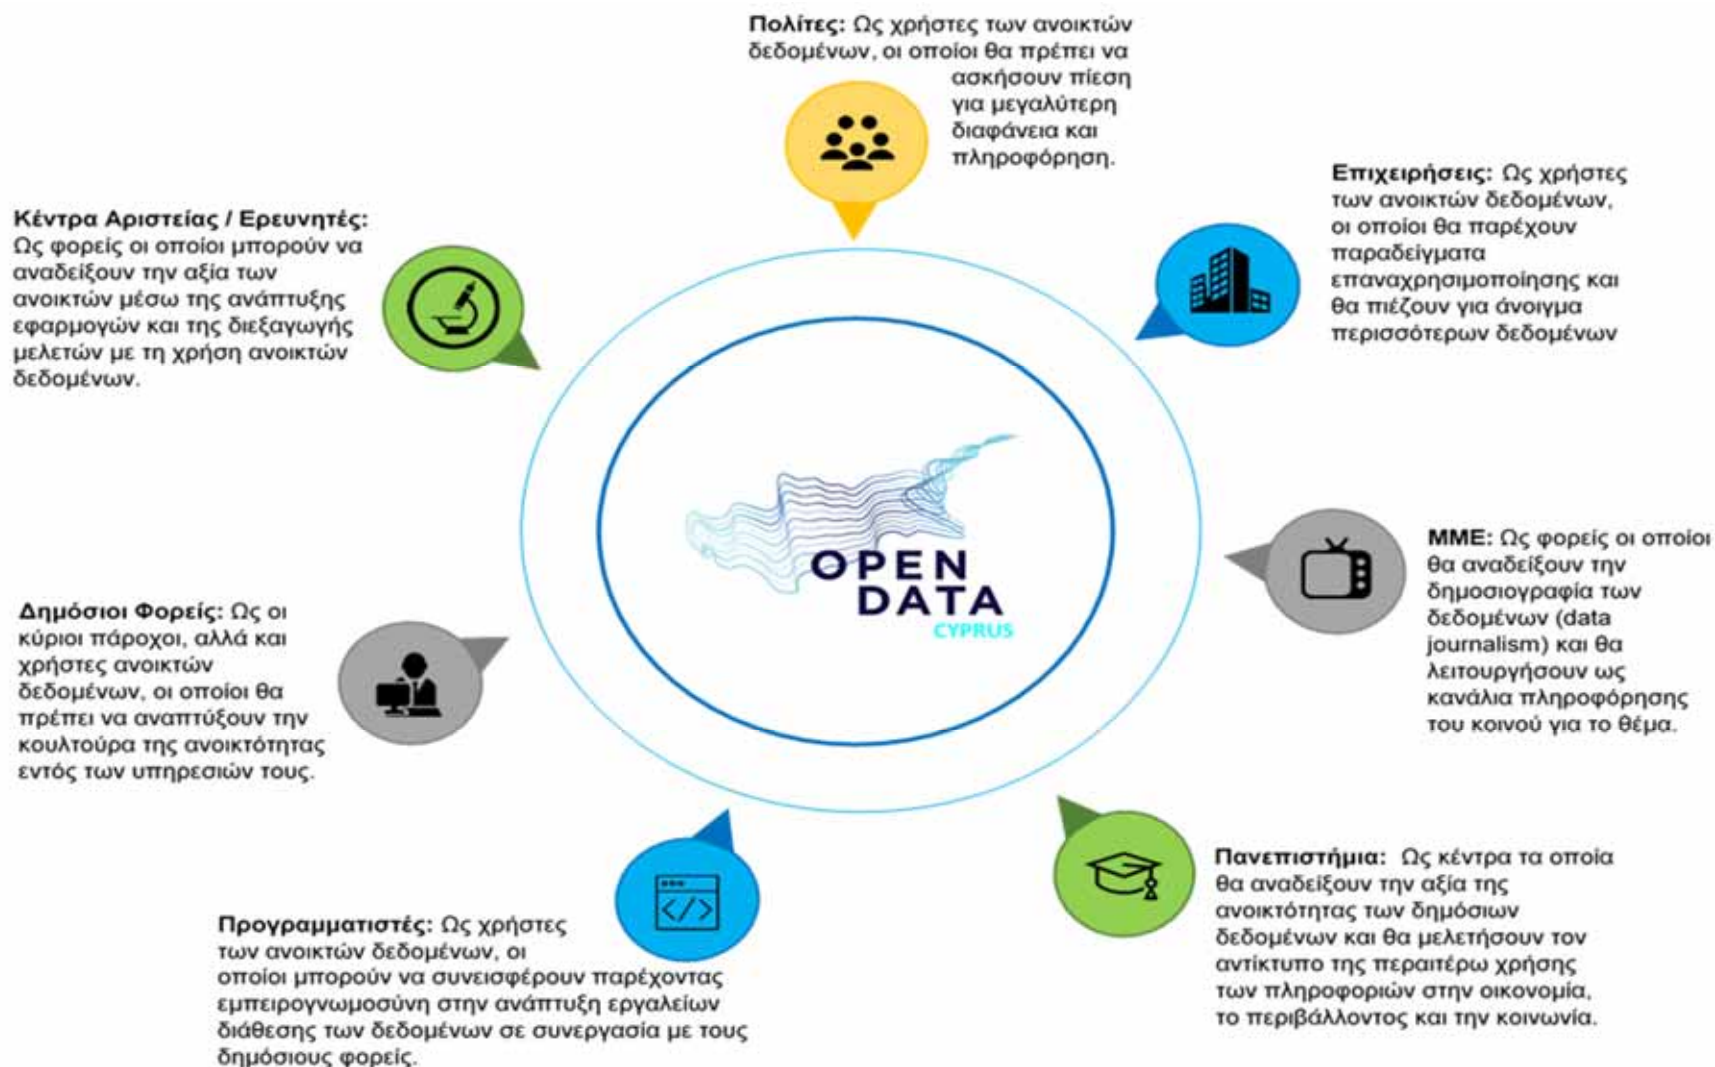 Πολίτες: Ως χρήστες των ανοικτών
δεδομένων, οι οποίοι θα πρέπει να
ασκήσουν πίεση
για μεγαλύτερη
διαφάνεια και
πληροφόρηση.
Επιχειρήσεις: Ως χρήστες
των ανοικτών δεδομένων,
οι οποίοι θα παρέχουν
παραδείγματα
επαναχρησιμοποίησης και
θα πιέζουν για άνοιγμα
περισσότερων δεδομένων
ΜΜΕ: Ως φορείς οι οποίοι
θα αναδείξουν την
δημοσιογραφία των
δεδομένων (data
journalism) και θα
λειτουργήσουν ως
κανάλια πληροφόρησης
του κοινού για το θέμα.
Πανεπιστήμια: Ως κέντρα τα οποία
θα αναδείξουν την αξία της
ανοικτότητας των δημόσιων
δεδομένων και θα μελετήσουν τον
αντίκτυπο της περαιτέρω χρήσης
των πληροφοριών στην οικονομία,
το περιβάλλοντος και την κοινωνία.
Προγραμματιστές: Ως χρήστες
των ανοικτών δεδομένων, οι
οποίοι μπορούν να συνεισφέρουν παρέχοντας
εμπειρογνωμοσύνη στην ανάπτυξη εργαλείων
διάθεσης των δεδομένων σε συνεργασία με τους
δημόσιους φορείς.
Δημόσιοι Φορείς: Ως οι
κύριοι πάροχοι, αλλά και
χρήστες ανοικτών
δεδομένων, οι οποίοι θα
πρέπει να αναπτύξουν την
κουλτούρα της ανοικτότητας
εντός των υπηρεσιών τους.
Κέντρα Αριστείας / Ερευνητές:
Ως φορείς οι οποίοι μπορούν να
αναδείξουν την αξία των
ανοικτών μέσω της ανάπτυξης
εφαρμογών και της διεξαγωγής
μελετών με τη χρήση ανοικτών
δεδομένων.
OPEN
DATA
CYPRUS